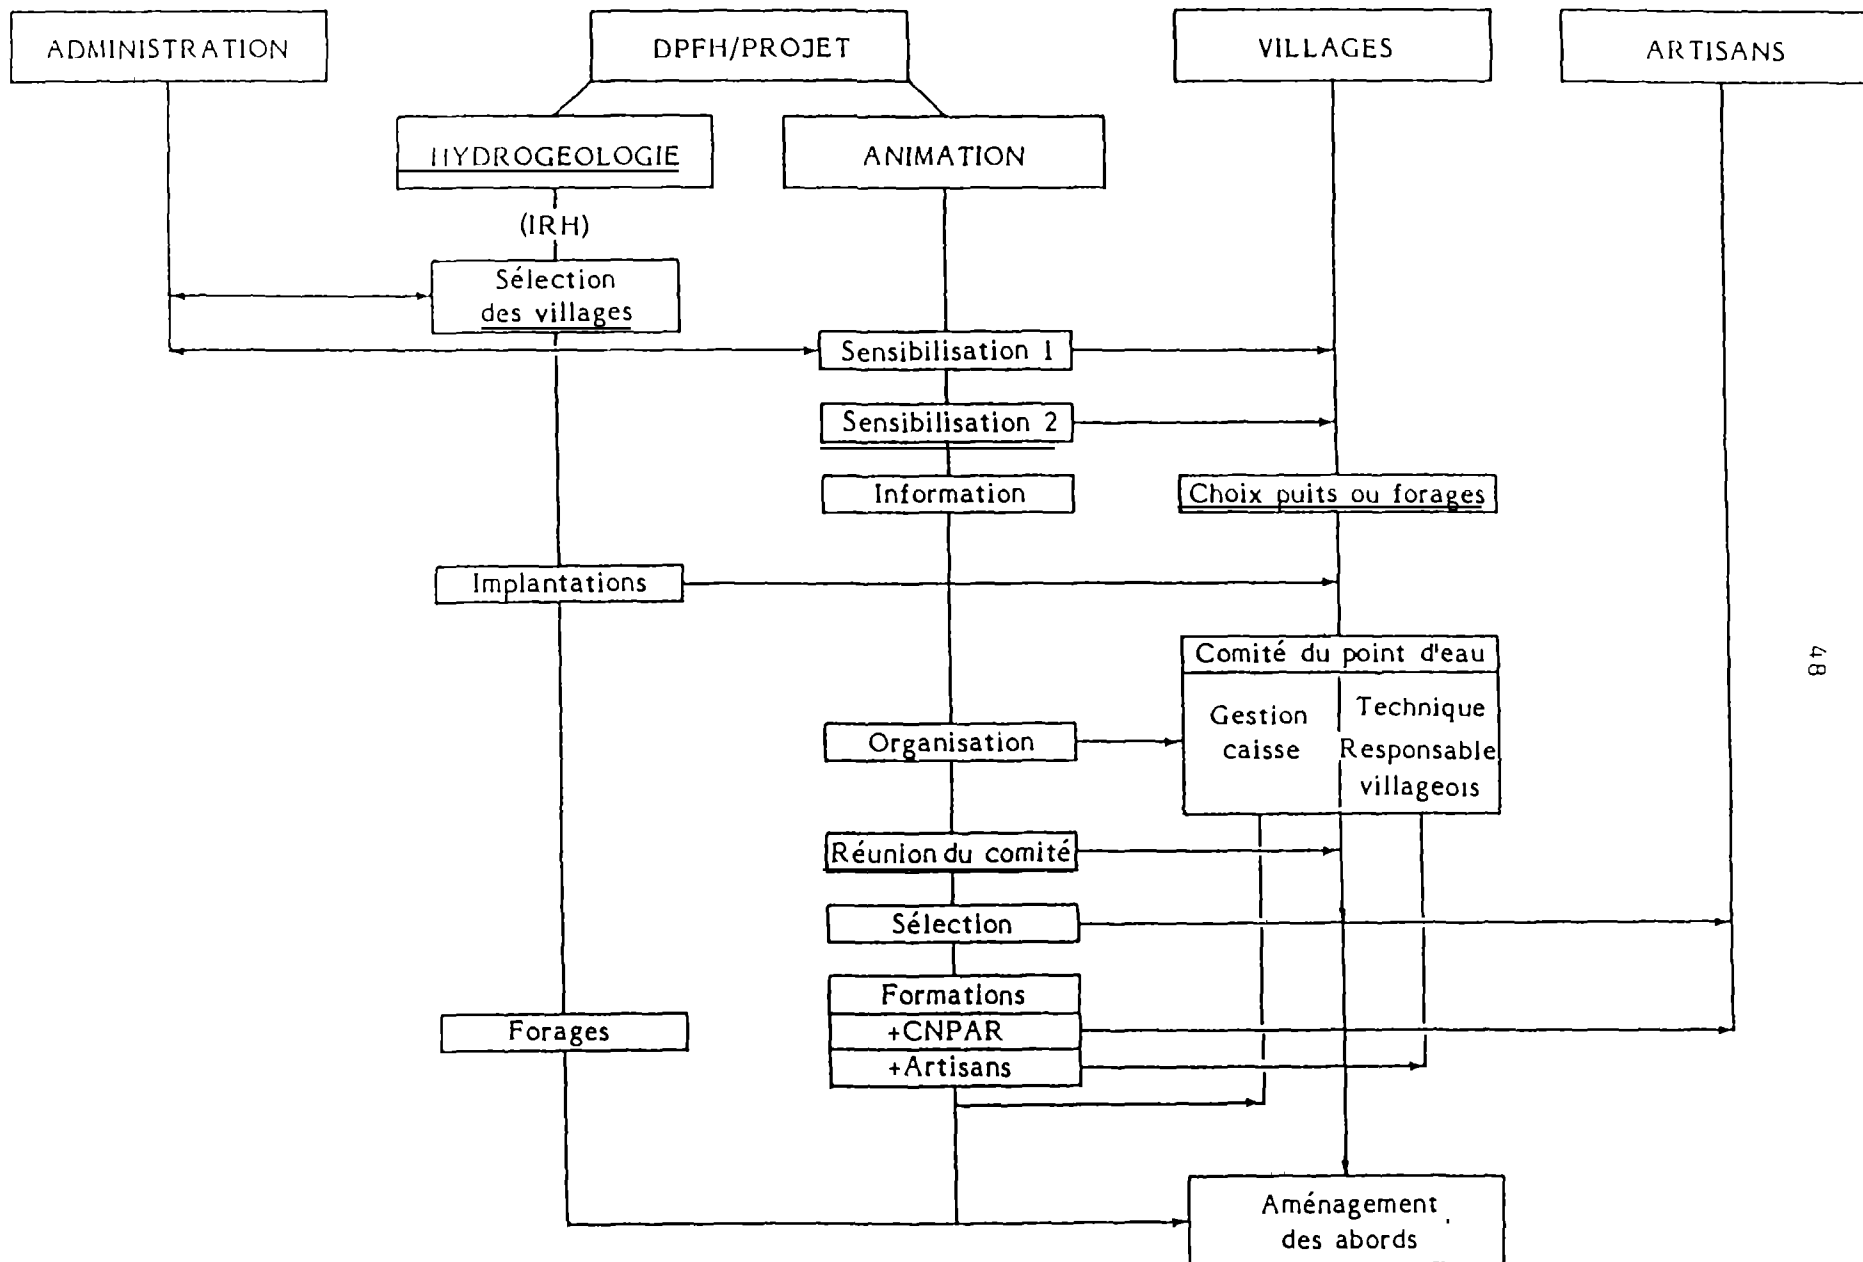 ADMINISTRATION
DPFH/PROJET
VILLAGES
ARTISANS
HYDROGEOLOGIE
ANIMATION
(IRH)
Sélection
des villages
Sensibilisation 1
Sensibilisation 2
Information
Choix puits ou forages
Implantations
Comité du point d'eau
Gestion
caisse
Technique
Responsable
villageois
Organisation
Réunion du comité
Sélection
Formations
+CNPAR
+Artisans
Forages
Aménagement
des abords
48